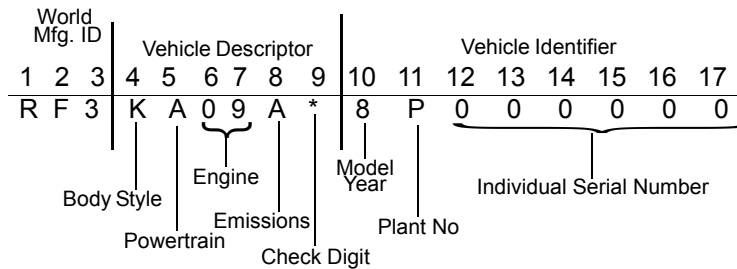 World
Mfg. ID
Vehicle Descriptor
Vehicle Identifier
1 2 3 4 5 6 7 8 9 10 11 12 13 14 15 16 17
R F 3 K A 0 9 A * 8 P 0 0 0 0 0 0
Model
Year
Engine
Individual Serial Number
Body Style
Emissions
Plant No
Powertrain
Check Digit